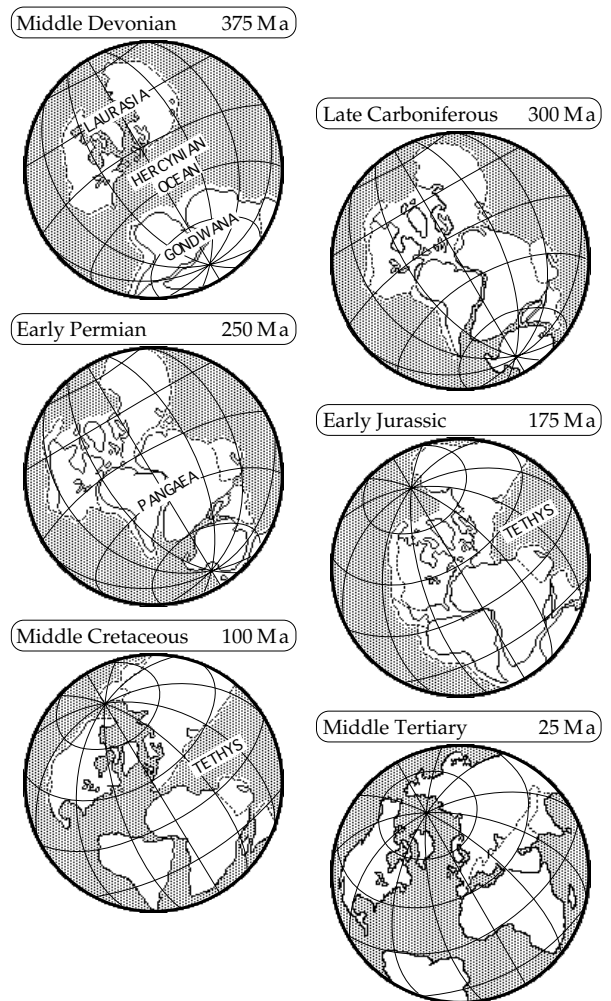 Middle Devonian 375 Ma
LAURASIA
HERCYNIAN
OCEAN
GONDWANA
Late Carboniferous 300 Ma
Early Permian 250 Ma
PANGAEA
Early Jurassic 175 Ma
TETHYS
Middle Cretaceous 100 Ma
TETHYS
Middle Tertiary 25 Ma